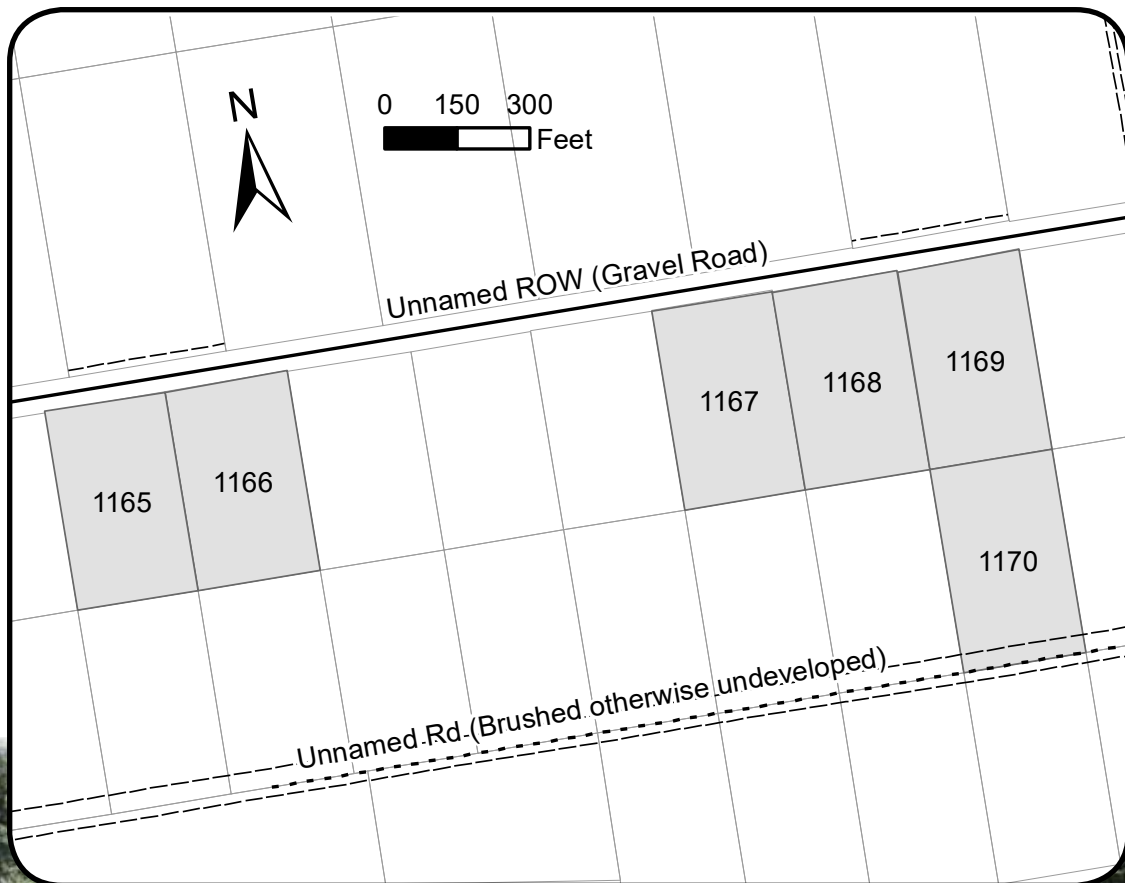 N
0 150 300
Feet
Unnamed ROW (Gravel Road)
1169
1168
1167
1166
1165
1170
Unnamed Rd (Brushed otherwise undeveloped)